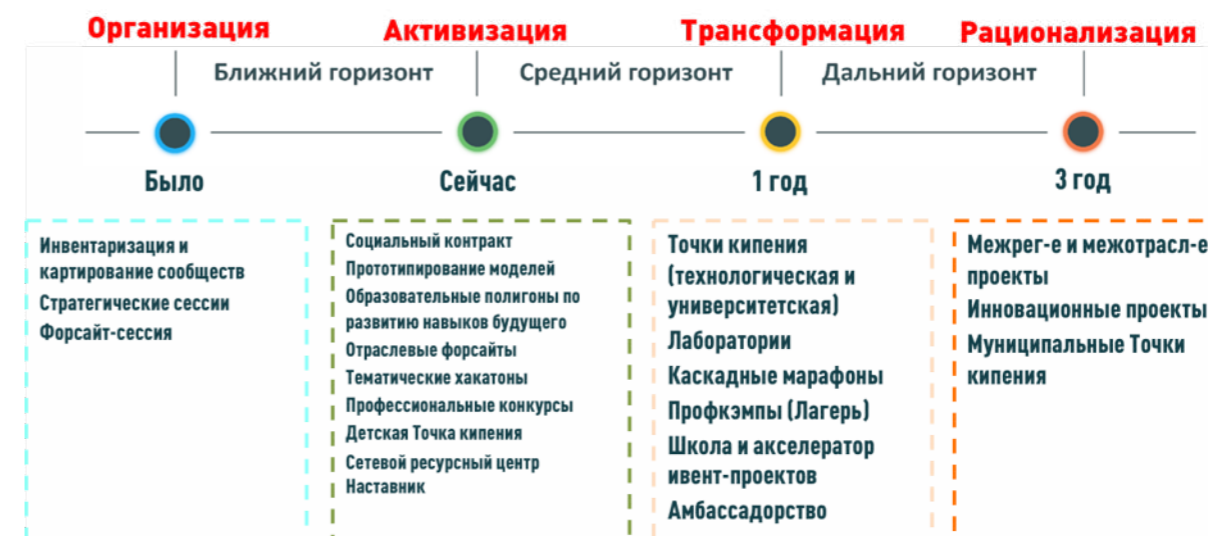 Организация
Активизация
Трансформация
Рационализация
Ближний горизонт
Средний горизонт
Дальний горизонт
Было
Сейчас
1 год
3 год
Инвентаризация и
картирование сообществ
Стратегические сессии
Форсайт-сессия
Социальный контракт
Прототипирование моделей
Образовательные полигоны по
развитию навыков будущего
Отраслевые форсайты
Тематические хакатоны
Профессиональные конкурсы
Детская Точка кипения
Сетевой ресурсный центр
Наставник
Точки кипения
(технологическая и
университетская)
Лаборатории
Каскадные марафоны
Профкэмпы (Лагерь)
Школа и акселератор
ивент-проектов
Амбассадорство
Межрег-е и межотрасл-е
проекты
Инновационные проекты
Муниципальные Точки
кипения